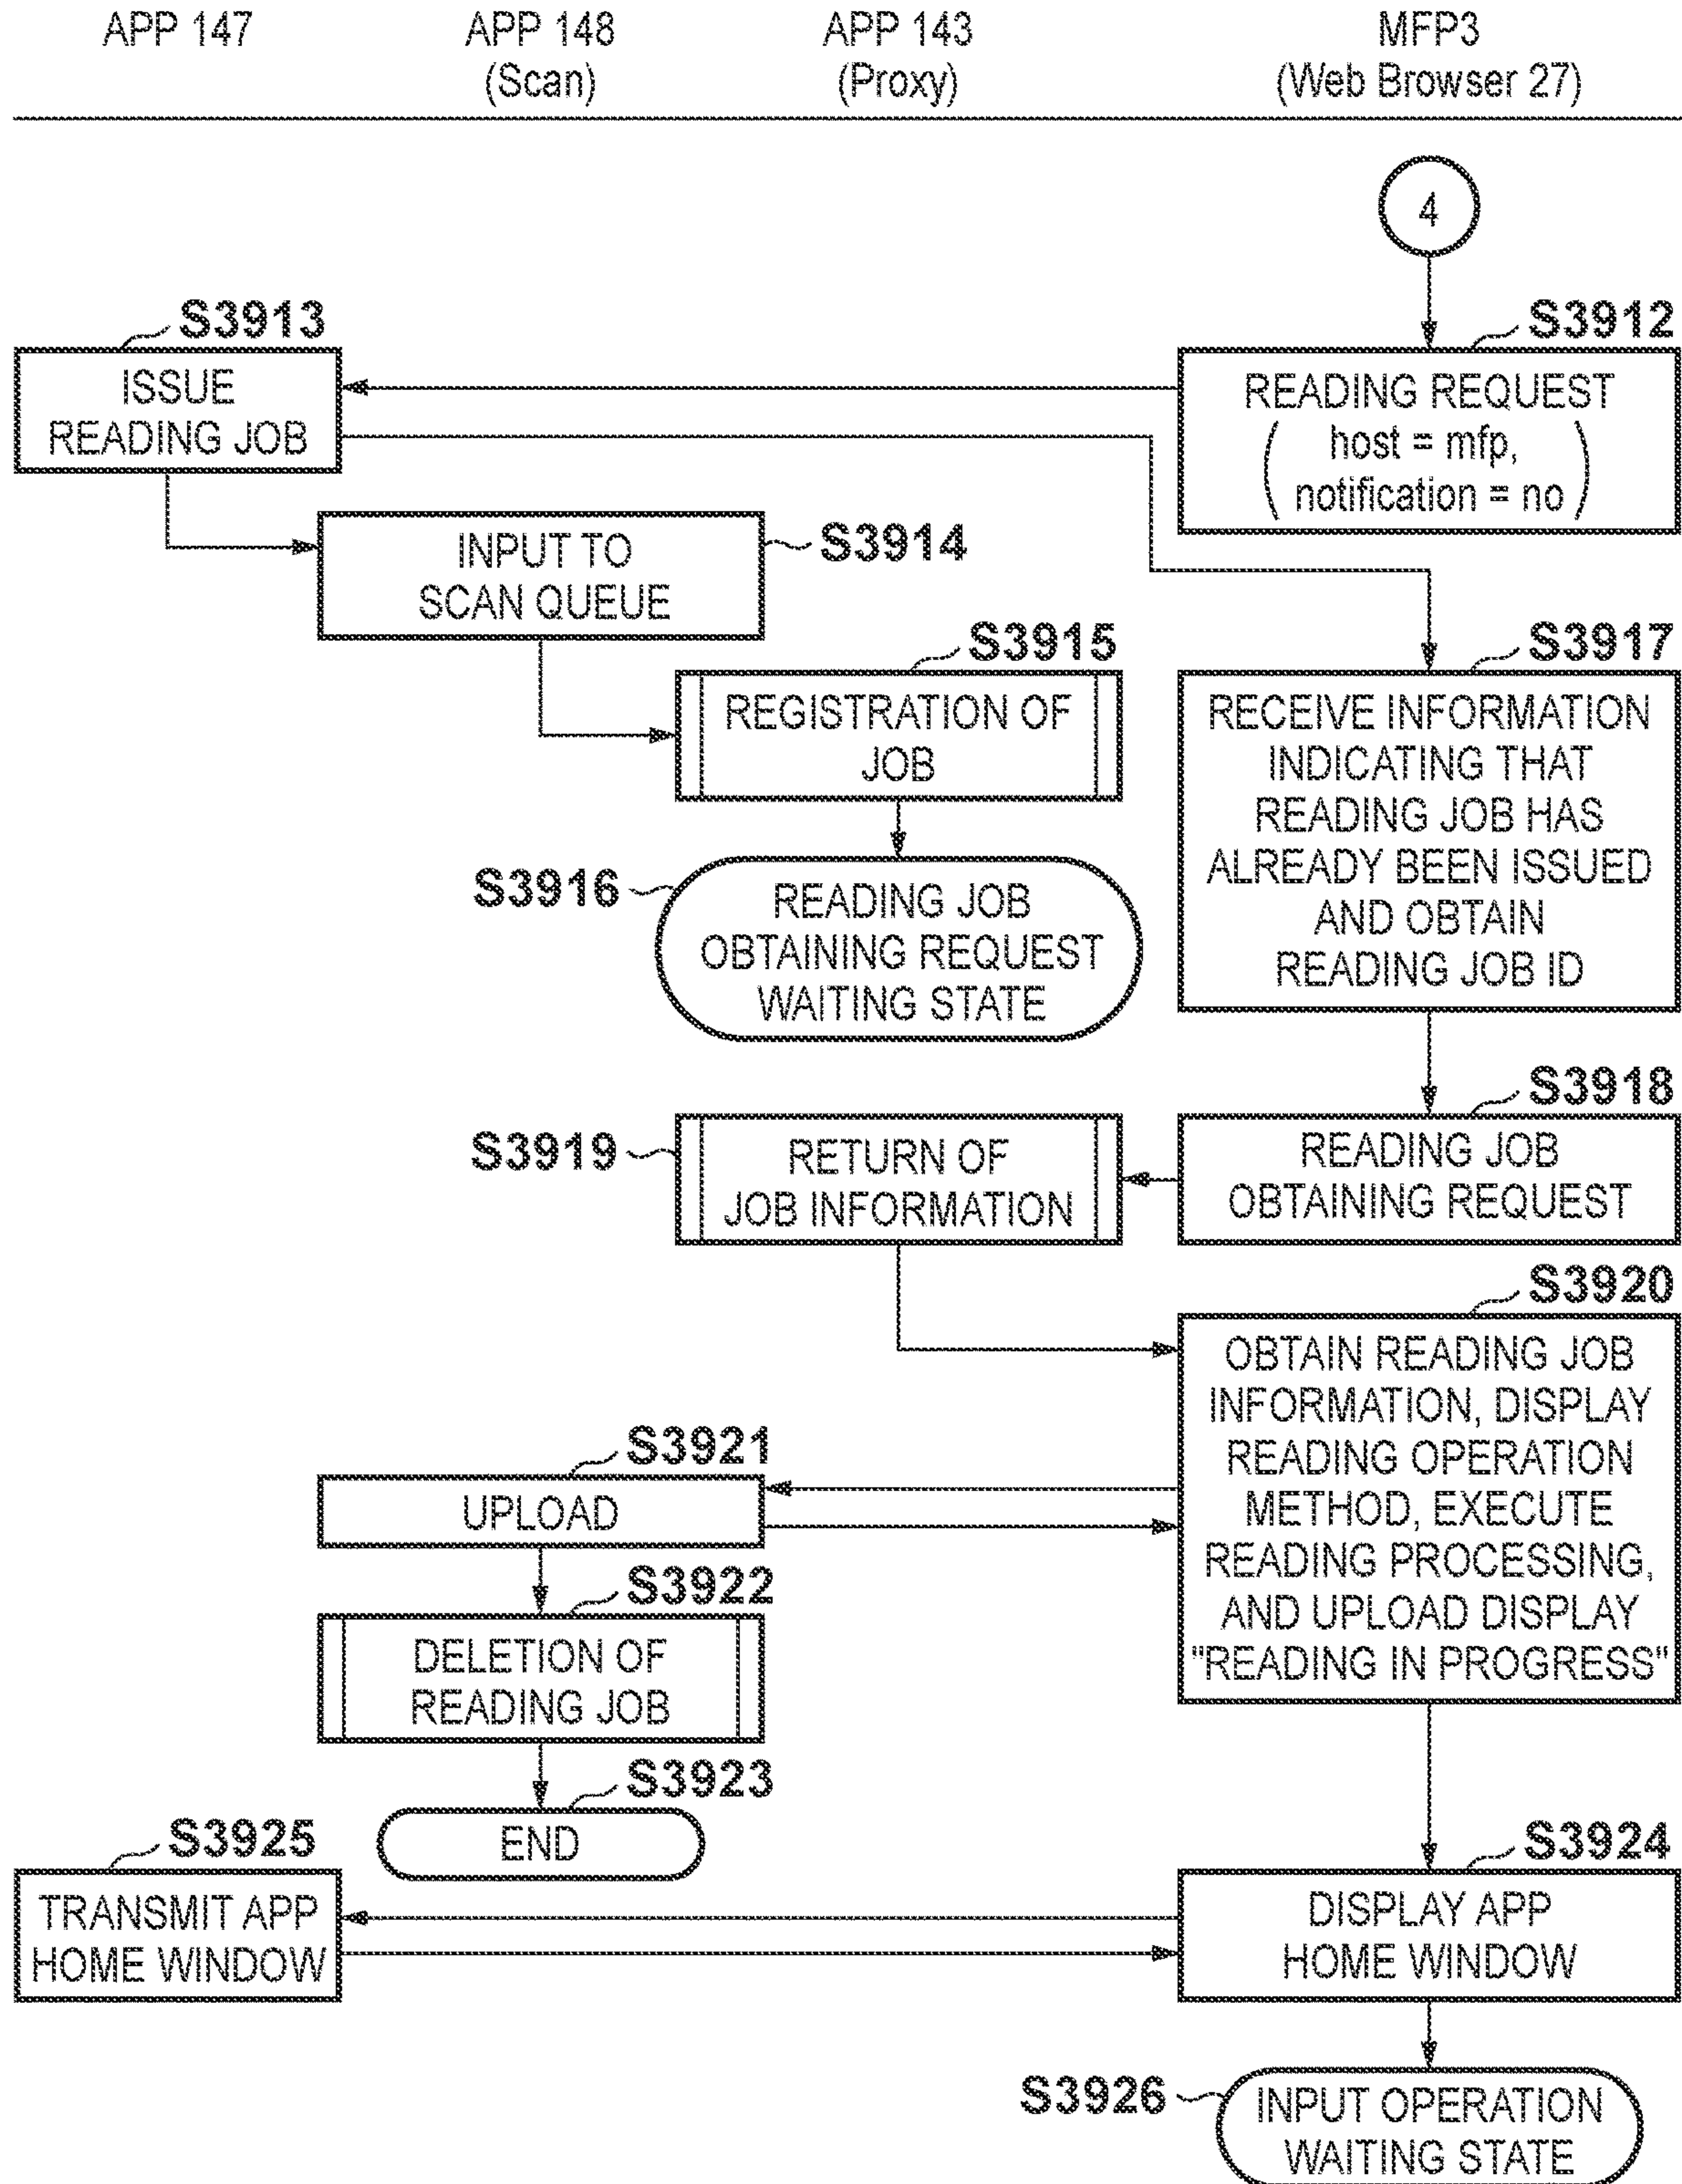 APP 147
APP 148
(Scan)
APP 143
(Proxy)
MFP3
(Web Browser 27)
4
S3912
READING REQUEST
( host = mfp,
notification = no )
S3913
ISSUE
READING JOB
INPUT TO
SCAN QUEUE
S3914
S3915
REGISTRATION OF
JOB
S3916
READING JOB
OBTAINING REQUEST
WAITING STATE
S3917
RECEIVE INFORMATION
INDICATING THAT
READING JOB HAS
ALREADY BEEN ISSUED
AND OBTAIN
READING JOB ID
S3918
READING JOB
OBTAINING REQUEST
S3919
RETURN OF
JOB INFORMATION
S3920
OBTAIN READING JOB
INFORMATION, DISPLAY
READING OPERATION
METHOD, EXECUTE
READING PROCESSING,
AND UPLOAD DISPLAY
"READING IN PROGRESS"
S3921
UPLOAD
S3922
DELETION OF
READING JOB
S3923
END
S3924
DISPLAY APP
HOME WINDOW
S3925
TRANSMIT APP
HOME WINDOW
S3926
INPUT OPERATION
WAITING STATE